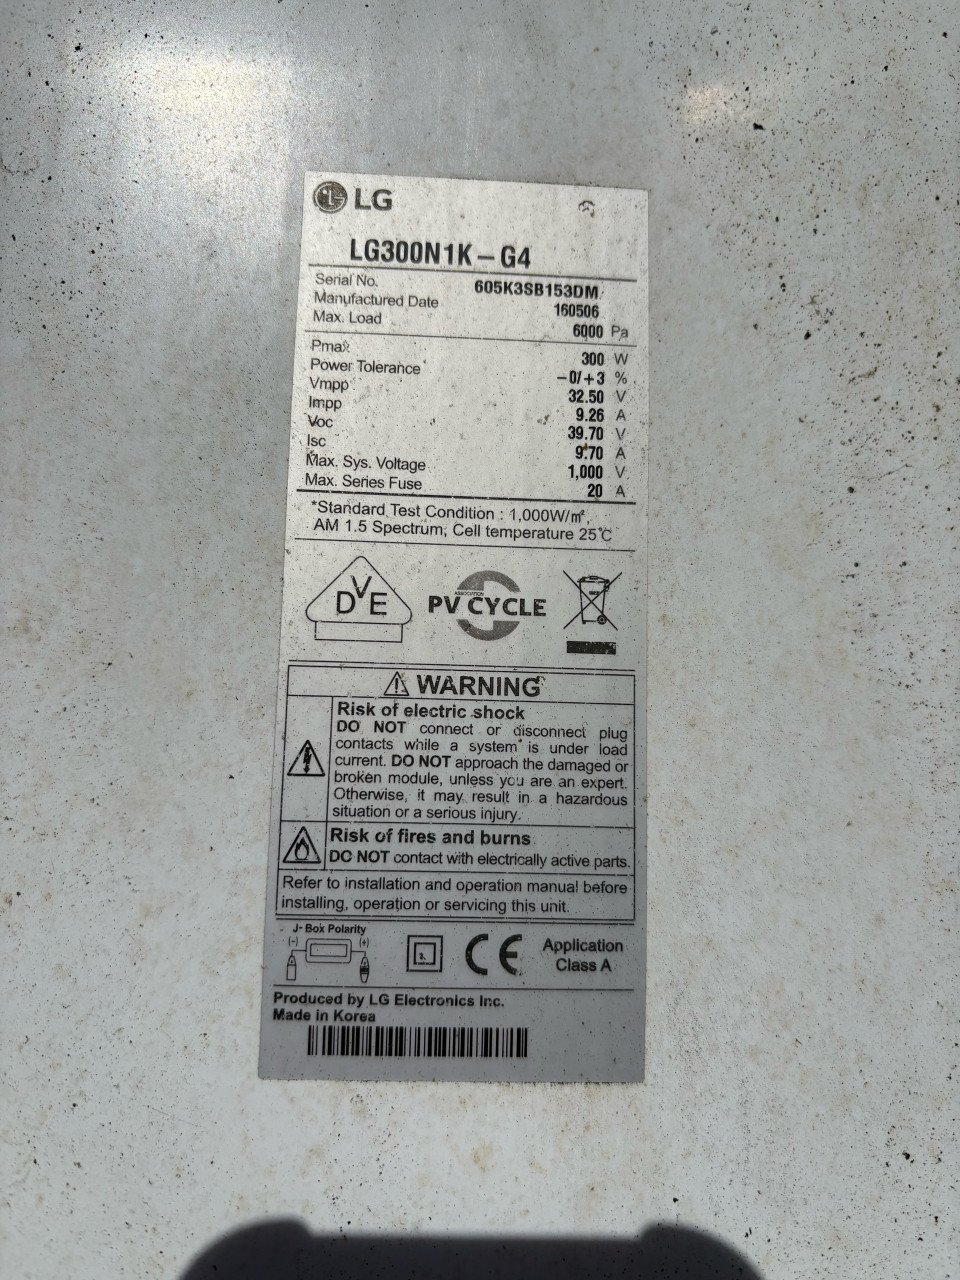 LG
LG300N1K-G4
Serial No. 605K3SB153DM
Manufactured Date 160506
Max. Load 6000 Pa
Pmax 300 W
Power Tolerance -0/+3 %
Vmpp 32.50 V
Impp 9.26 A
Voc 39.70 V
Isc 9.70 A
Max. Sys. Voltage 1,000 V
Max. Series Fuse 20 A
*Standard Test Condition : 1,000W/㎡,
AM 1.5 Spectrum, Cell temperature 25℃
DVE
ASSOCIATION
PV CYCLE
⚠ WARNING
Risk of electric shock
DO NOT connect or disconnect plug
contacts while a system is under load
current. DO NOT approach the damaged or
broken module, unless you are an expert.
Otherwise, it may result in a hazardous
situation or a serious injury.
Risk of fires and burns
DO NOT contact with electrically active parts.
Refer to installation and operation manual before
installing, operation or servicing this unit.
J- Box Polarity
(-) (+)
CE
Application
Class A
Produced by LG Electronics Inc.
Made in Korea